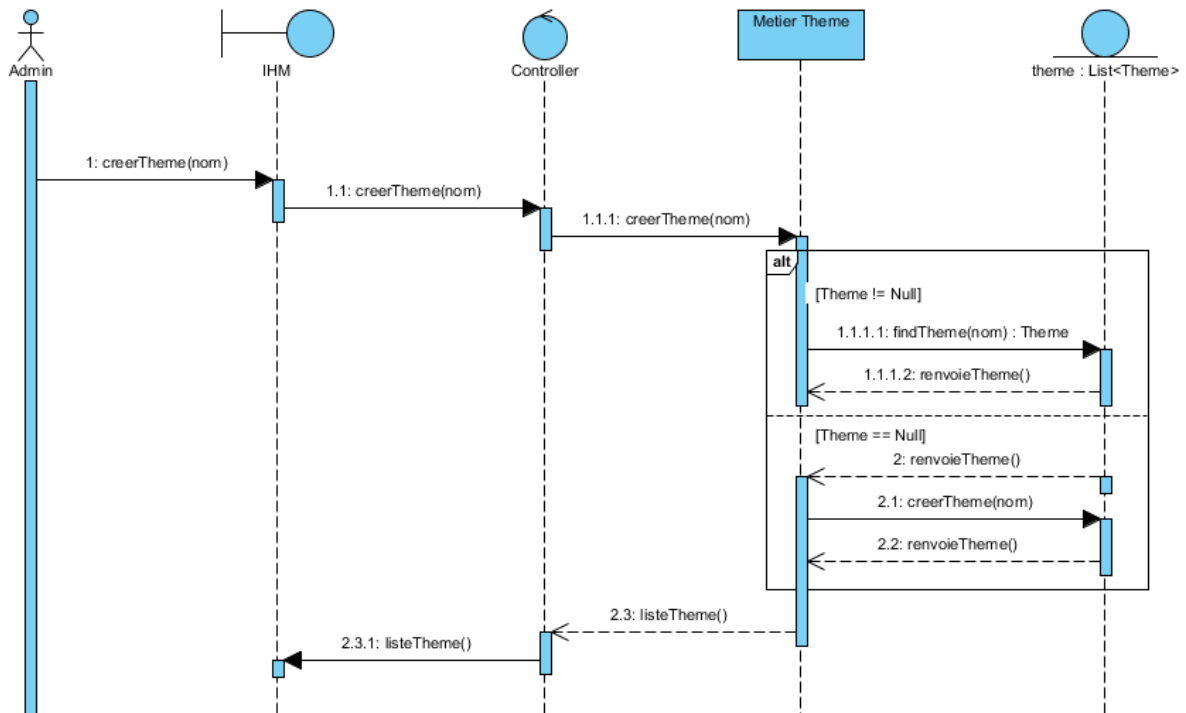 Metier Theme
Admin
IHM
Controller
theme : List<Theme>
1: creerTheme(nom)
1.1: creerTheme(nom)
1.1.1: creerTheme(nom)
alt
[Theme != Null]
1.1.1.1: findTheme(nom) : Theme
1.1.1.2: renvoieTheme()
[Theme == Null]
2: renvoieTheme()
2.1: creerTheme(nom)
2.2: renvoieTheme()
2.3: listeTheme()
2.3.1: listeTheme()